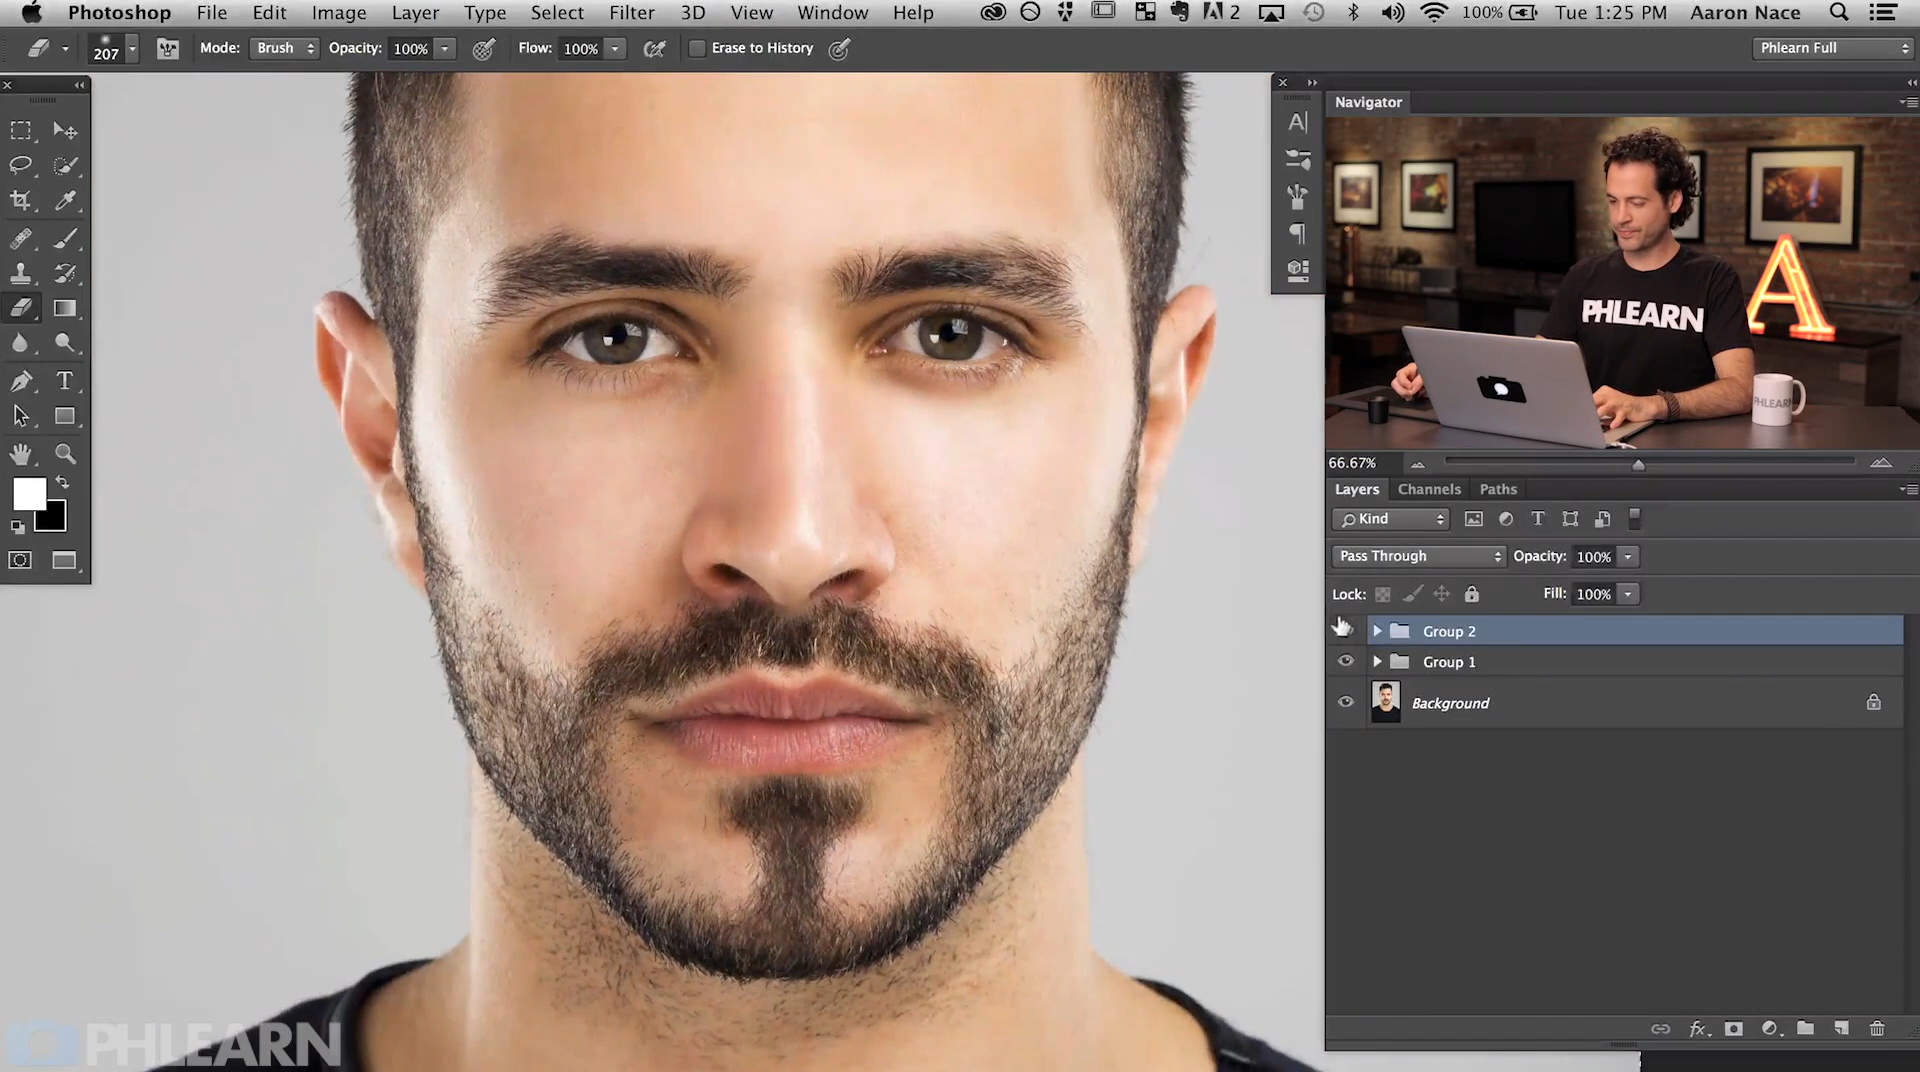 Photoshop File Edit Image Layer Type Select Filter 3D View Window Help 2 100% Tue 1:25 PM Aaron Nace
207 Mode: Brush Opacity: 100% Flow: 100% Erase to History Phlearn Full
Navigator
A
PHLEARN
PHLEARN
66.67%
Layers Channels Paths
Kind
Pass Through Opacity: 100%
Lock: Fill: 100%
Group 2
Group 1
Background
fx
PHLEARN